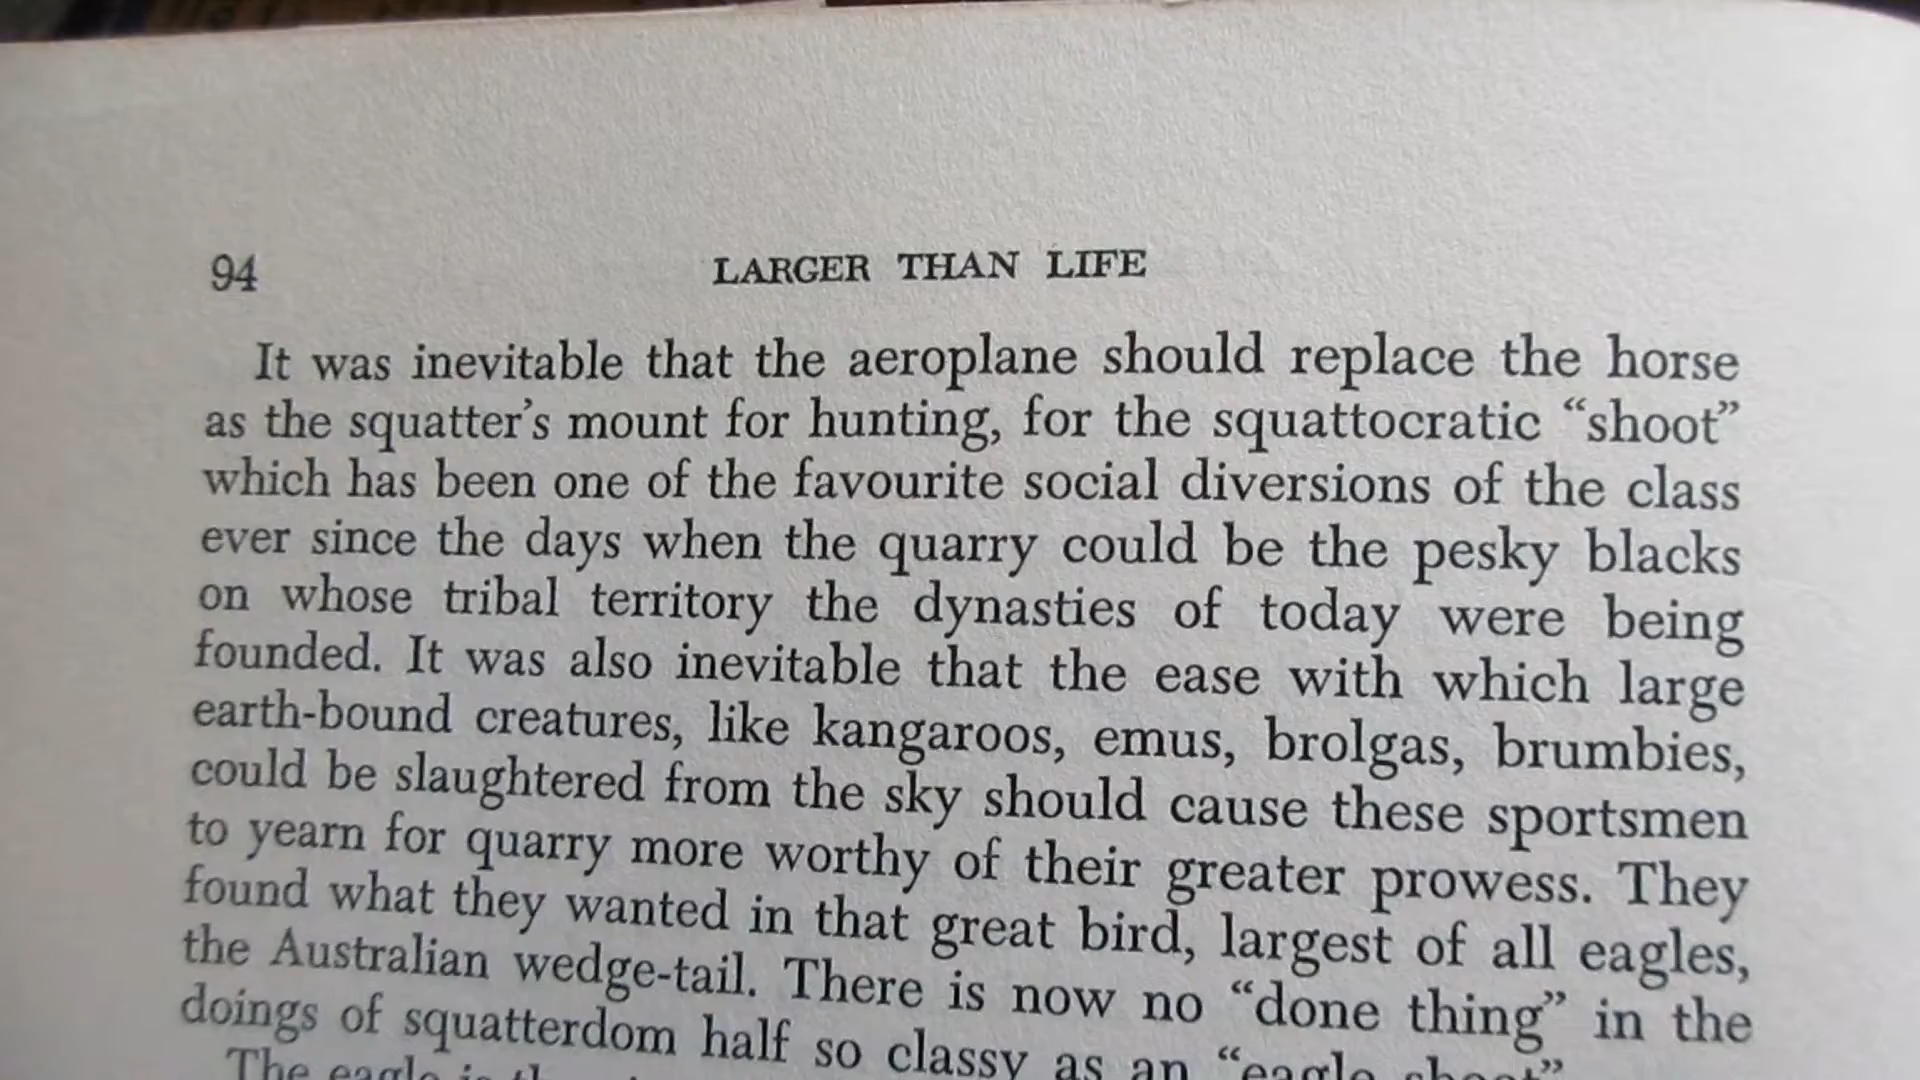 94 LARGER THAN LIFE
It was inevitable that the aeroplane should replace the horse
as the squatter's mount for hunting, for the squattocratic “shoot”
which has been one of the favourite social diversions of the class
ever since the days when the quarry could be the pesky blacks
on whose tribal territory the dynasties of today were being
founded. It was also inevitable that the ease with which large
earth-bound creatures, like kangaroos, emus, brolgas, brumbies,
could be slaughtered from the sky should cause these sportsmen
to yearn for quarry more worthy of their greater prowess. They
found what they wanted in that great bird, largest of all eagles,
the Australian wedge-tail. There is now no “done thing” in the
doings of squatterdom half so classy as an “eagle shoot”
The eagle is